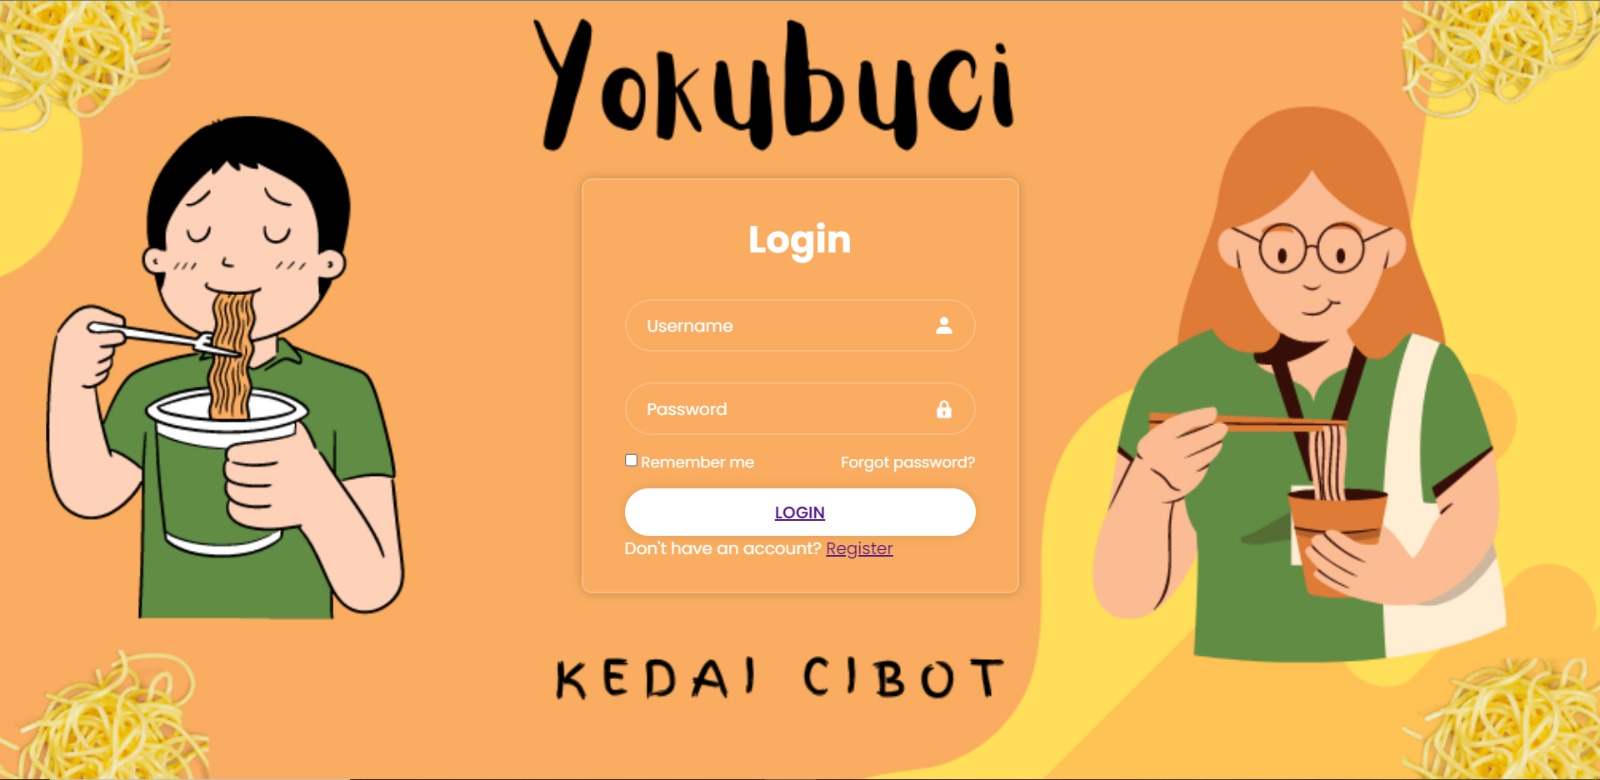 Yokubuci
Login
Username
Password
Remember me Forgot password?
LOGIN
Don't have an account? Register
KEDAI CIBOT